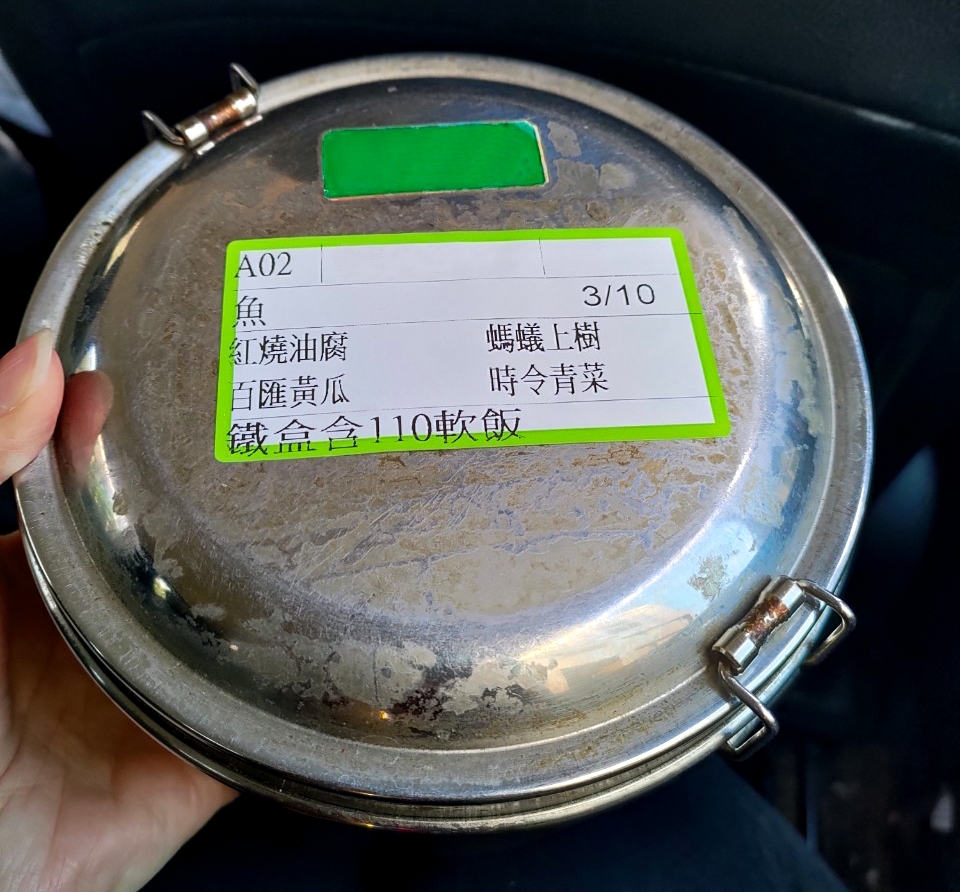 A02
魚 3/10
紅燒油腐 螞蟻上樹
百匯黃瓜 時令青菜
鐵盒含110軟飯